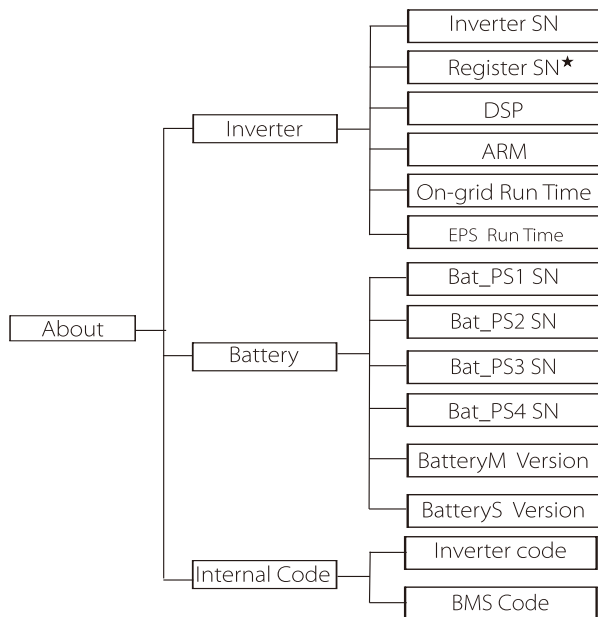 About
Inverter
Inverter SN
Register SN★
DSP
ARM
On-grid Run Time
EPS Run Time
Battery
Bat_PS1 SN
Bat_PS2 SN
Bat_PS3 SN
Bat_PS4 SN
BatteryM Version
BatteryS Version
Internal Code
Inverter code
BMS Code